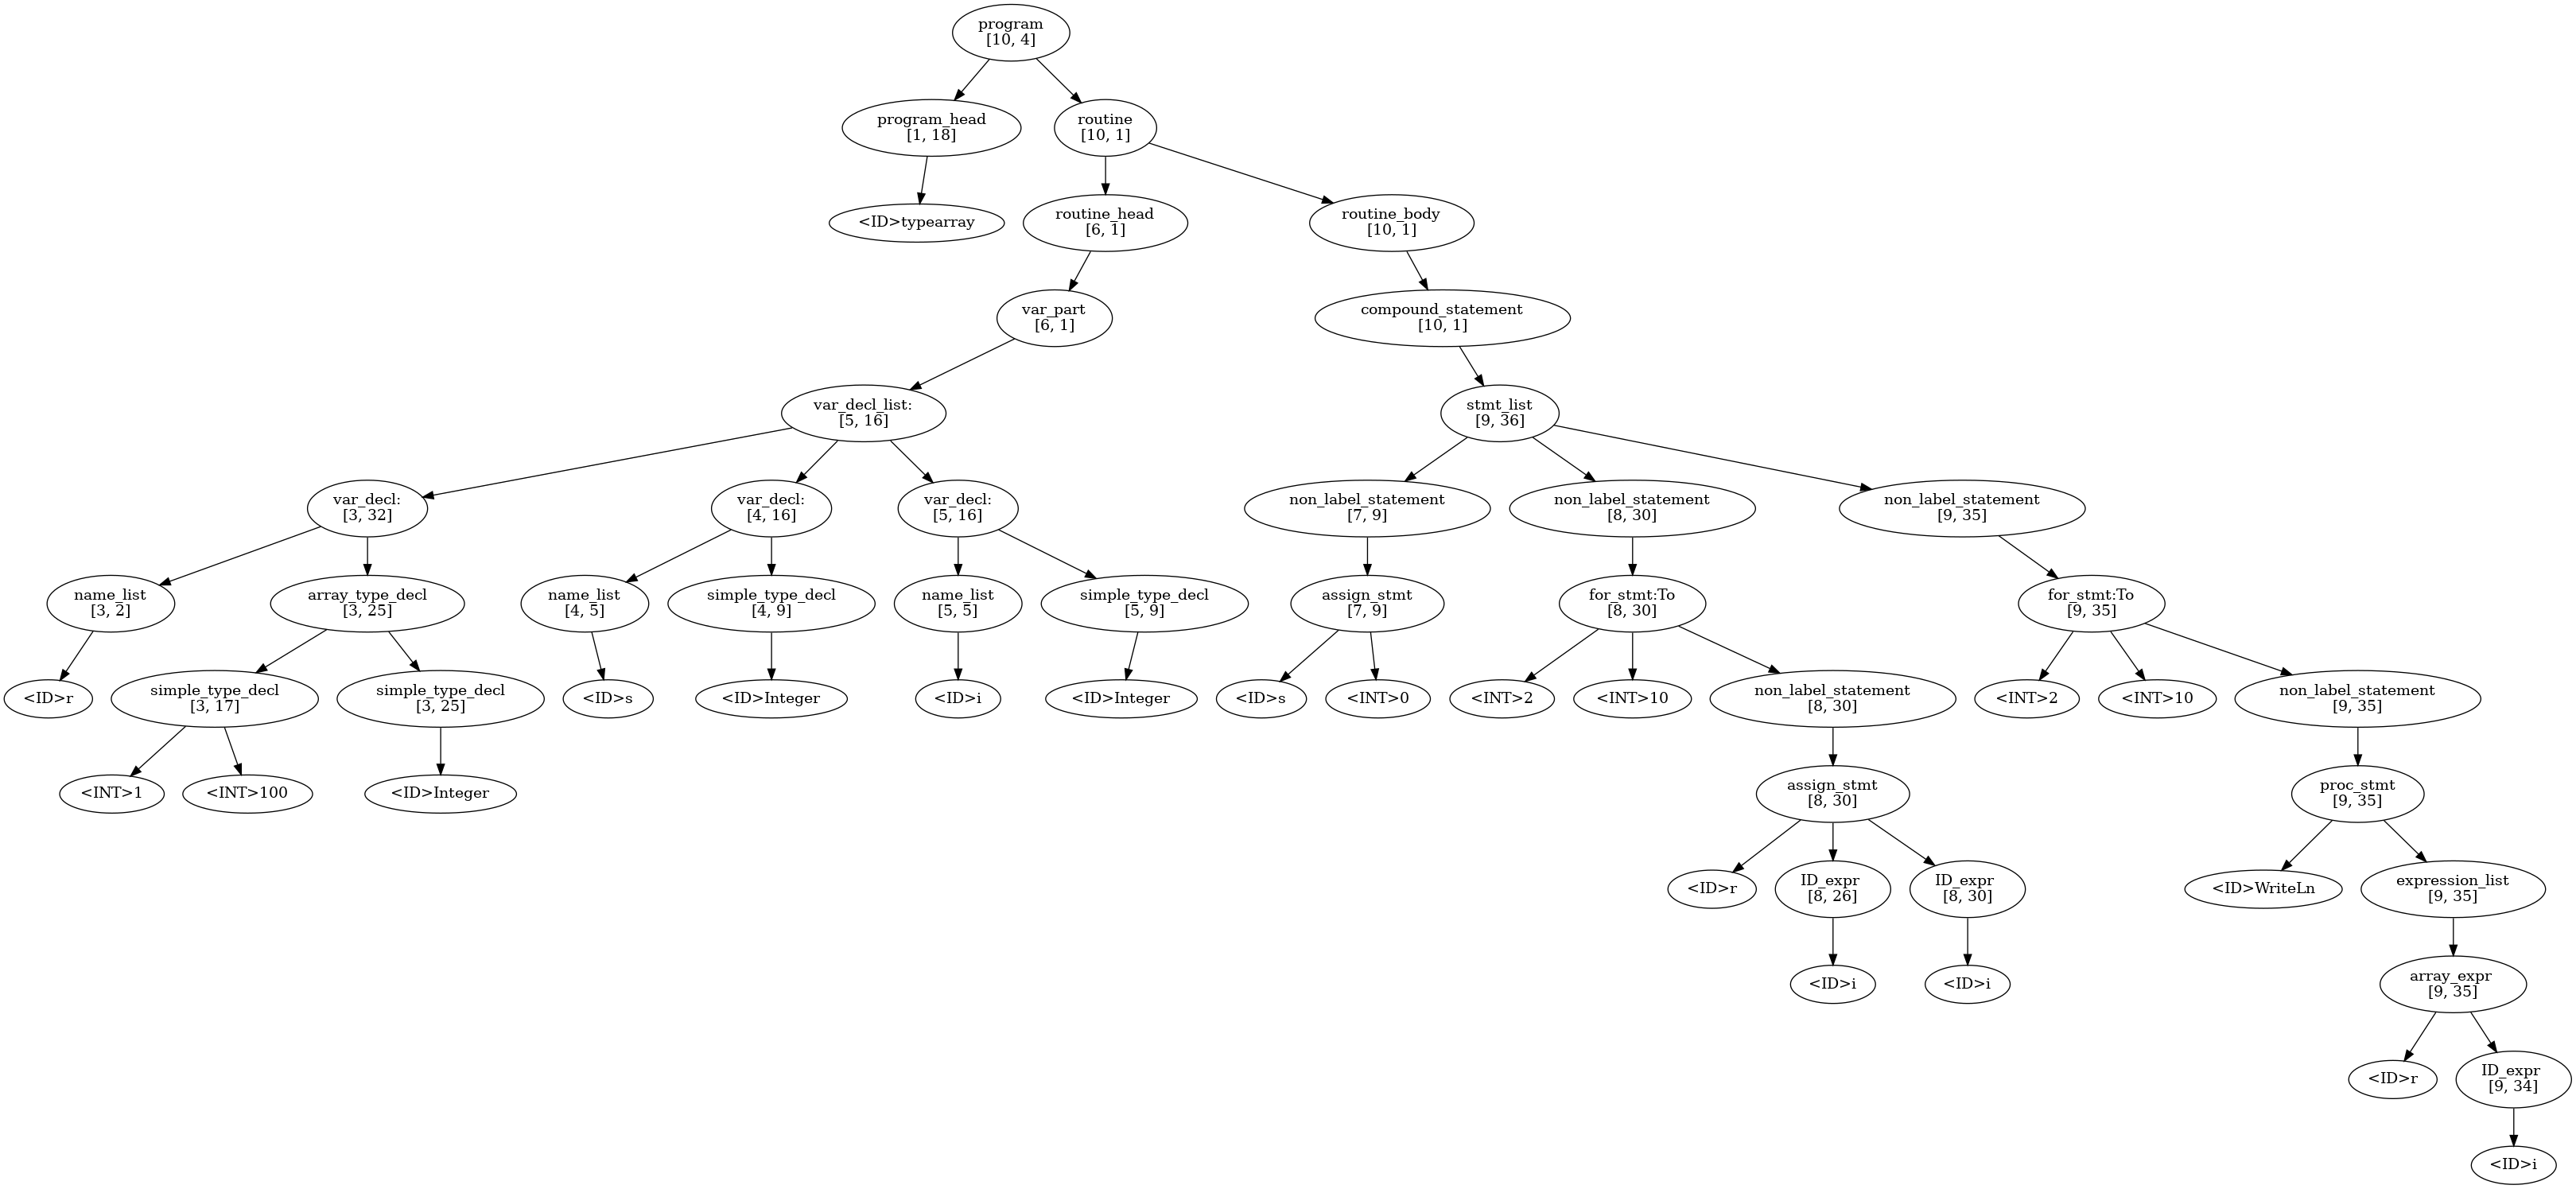 program
[10, 4]
program_head
[1, 18]
routine
[10, 1]
<ID>typearray
routine_head
[6, 1]
routine_body
[10, 1]
var_part
[6, 1]
compound_statement
[10, 1]
var_decl_list:
[5, 16]
stmt_list
[9, 36]
var_decl:
[3, 32]
var_decl:
[4, 16]
var_decl:
[5, 16]
non_label_statement
[7, 9]
non_label_statement
[8, 30]
non_label_statement
[9, 35]
name_list
[3, 2]
array_type_decl
[3, 25]
name_list
[4, 5]
simple_type_decl
[4, 9]
name_list
[5, 5]
simple_type_decl
[5, 9]
assign_stmt
[7, 9]
for_stmt:To
[8, 30]
for_stmt:To
[9, 35]
<ID>r
simple_type_decl
[3, 17]
simple_type_decl
[3, 25]
<ID>s
<ID>Integer
<ID>i
<ID>Integer
<ID>s
<INT>0
<INT>2
<INT>10
non_label_statement
[8, 30]
<INT>2
<INT>10
non_label_statement
[9, 35]
<INT>1
<INT>100
<ID>Integer
assign_stmt
[8, 30]
proc_stmt
[9, 35]
<ID>r
ID_expr
[8, 26]
ID_expr
[8, 30]
<ID>WriteLn
expression_list
[9, 35]
<ID>i
<ID>i
array_expr
[9, 35]
<ID>r
ID_expr
[9, 34]
<ID>i